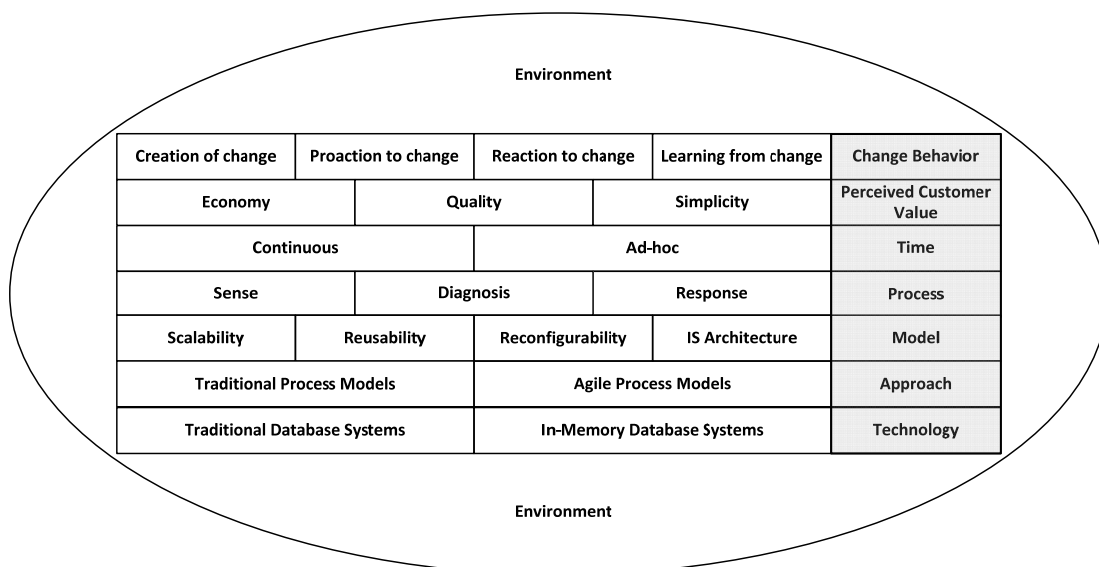 Environment
Creation of change Proaction to change Reaction to change Learning from change Change Behavior
Economy Quality Simplicity Perceived Customer
Value
Continuous Ad-hoc Time
Sense Diagnosis Response Process
Scalability Reusability Reconfigurability IS Architecture Model
Traditional Process Models Agile Process Models Approach
Traditional Database Systems In-Memory Database Systems Technology
Environment